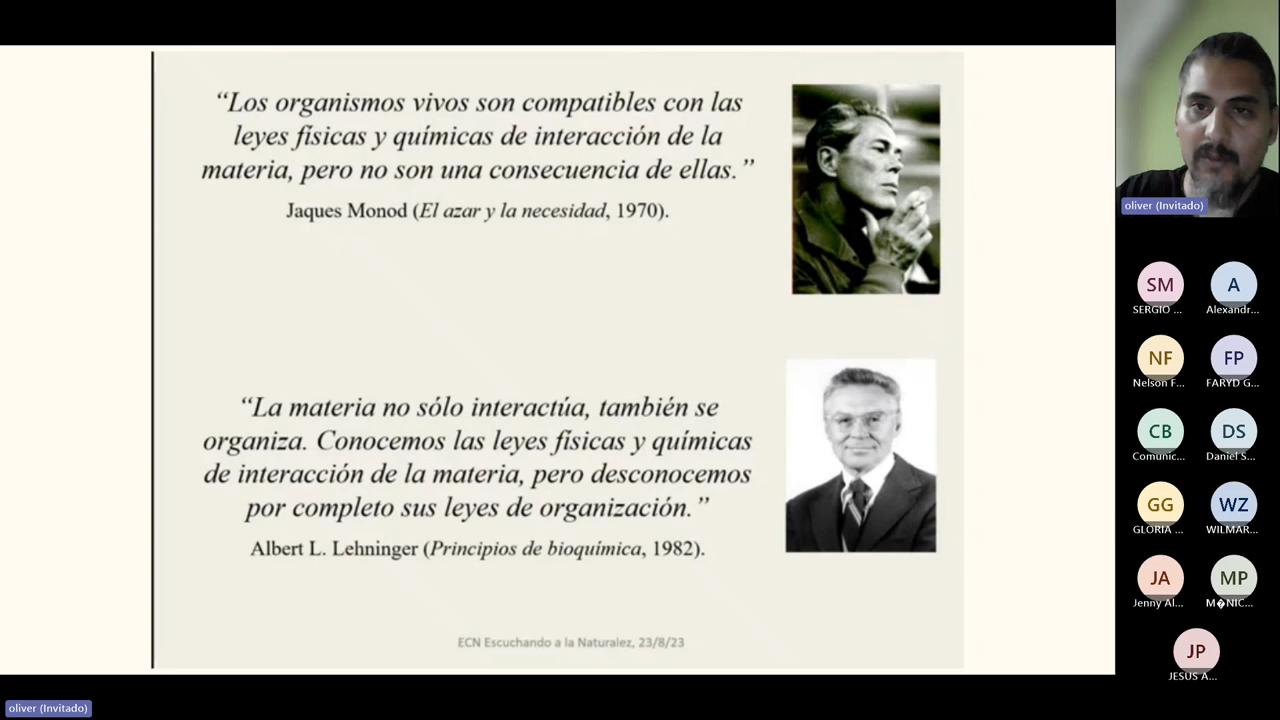 “Los organismos vivos son compatibles con las
leyes físicas y químicas de interacción de la
materia, pero no son una consecuencia de ellas.”
Jaques Monod (El azar y la necesidad, 1970).
“La materia no sólo interactúa, también se
organiza. Conocemos las leyes físicas y químicas
de interacción de la materia, pero desconocemos
por completo sus leyes de organización.”
Albert L. Lehninger (Principios de bioquímica, 1982).
ECN Escuchando a la Naturalez, 23/8/23
oliver (Invitado)
oliver (Invitado)
SM
SERGIO ...
A
Alexandr...
NF
Nelson F...
FP
FARYD G...
CB
Comunic...
DS
Daniel S...
GG
GLORIA ...
WZ
WILMAR...
JA
Jenny Al...
MP
M�NIC...
JP
JESÚS A...